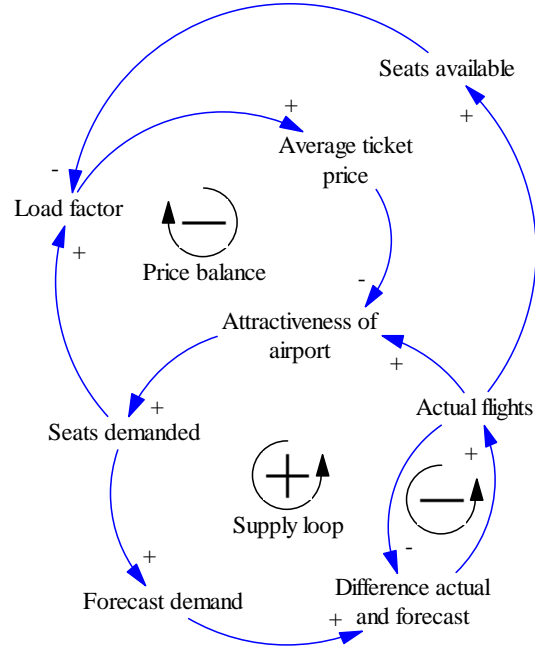 Seats available
+
+
Average ticket
price
-
Load factor
+
Price balance
-
Attractiveness of
airport
+
+
Actual flights
Seats demanded
+
Supply loop
-
+
Forecast demand
+
Difference actual
and forecast